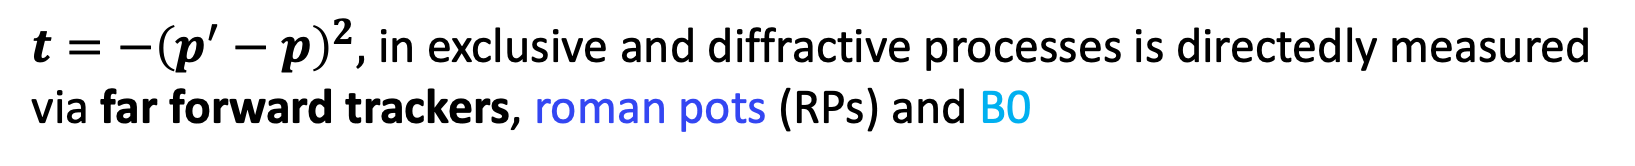 t = −(p′ − p)², in exclusive and diffractive processes is directedly measured
via far forward trackers, roman pots (RPs) and B0